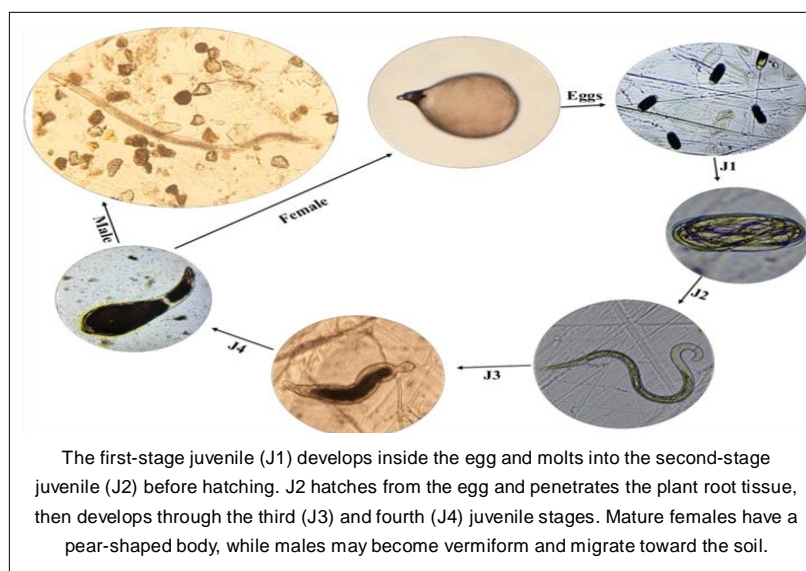 Eggs
J1
Male
Female
J2
J4
J3
The first-stage juvenile (J1) develops inside the egg and molts into the second-stage
juvenile (J2) before hatching. J2 hatches from the egg and penetrates the plant root tissue,
then develops through the third (J3) and fourth (J4) juvenile stages. Mature females have a
pear-shaped body, while males may become vermiform and migrate toward the soil.